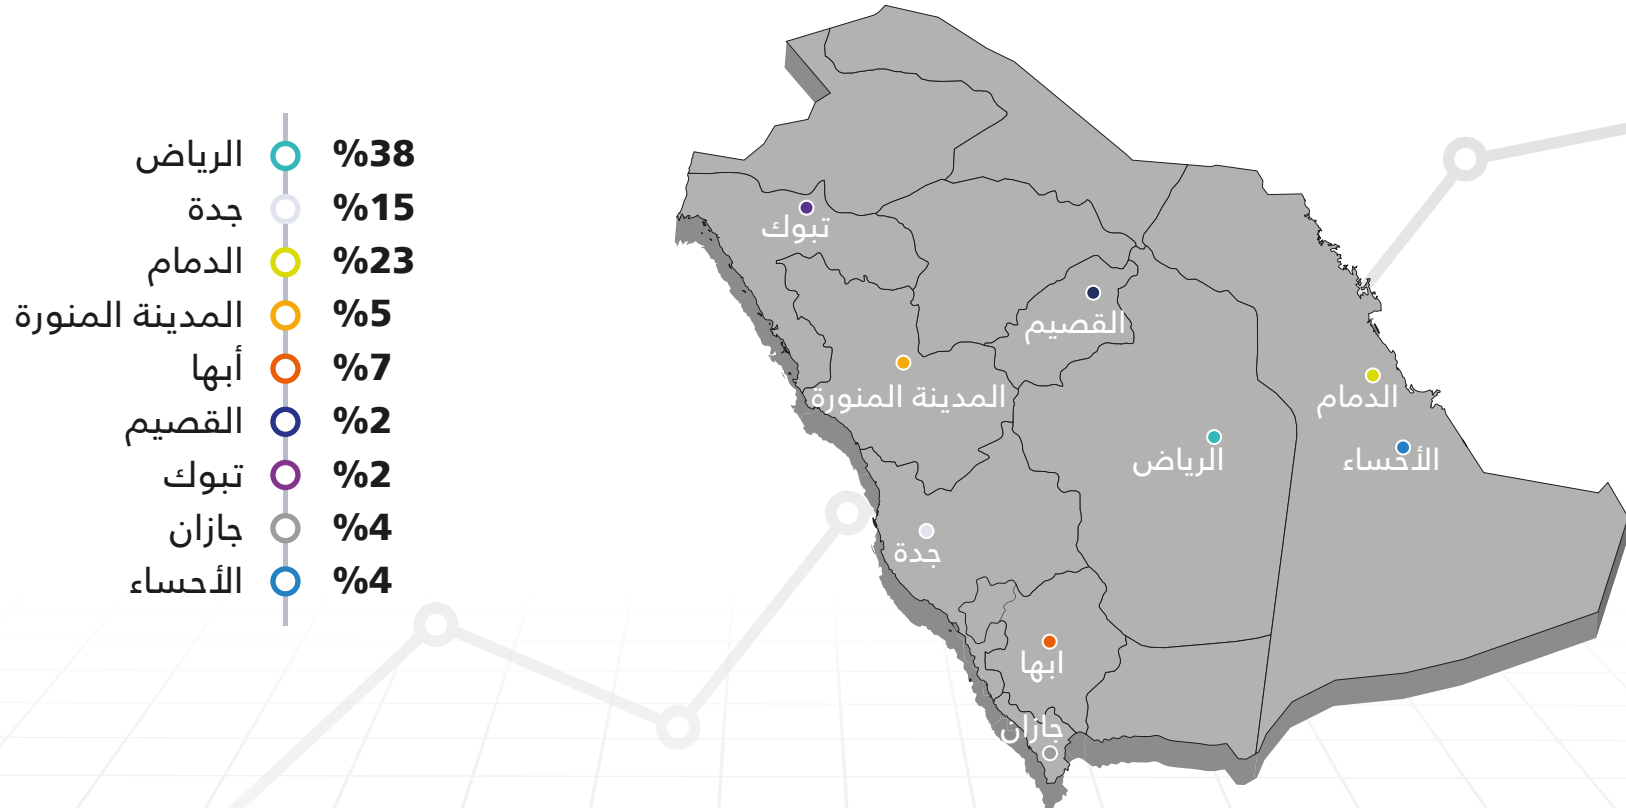 الرياض %38
جدة %15
الدمام %23
المدينة المنورة %5
أبها %7
القصيم %2
تبوك %2
جازان %4
الأحساء %4
تبوك
القصيم
المدينة المنورة
الدمام
الرياض
الأحساء
جدة
ابها
جازان